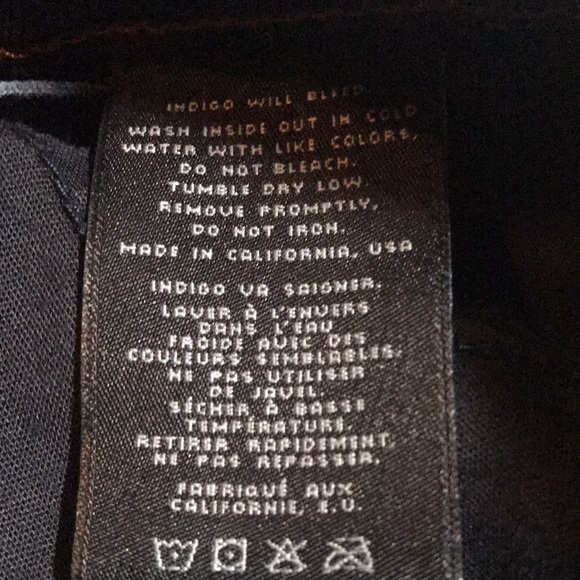 INDIGO WILL BLEED
WASH INSIDE OUT IN COLD
WATER WITH LIKE COLORS,
DO NOT BLEACH.
TUMBLE DRY LOW.
REMOVE PROMPTLY,
DO NOT IRON.
MADE IN CALIFORNIA, USA
INDIGO VA SAIGNER.
LAVER À L'ENVERS
DANS L'EAU
FROIDE AVEC DES
COULEURS SEMBLABLES.
NE PAS UTILISER
DE JAVEL.
SÉCHER À BASSE
TEMPÉRATURE.
RETIRER RAPIDEMENT,
NE PAS REPASSER.
FABRIQUÉ AUX
CALIFORNIE, E.U.